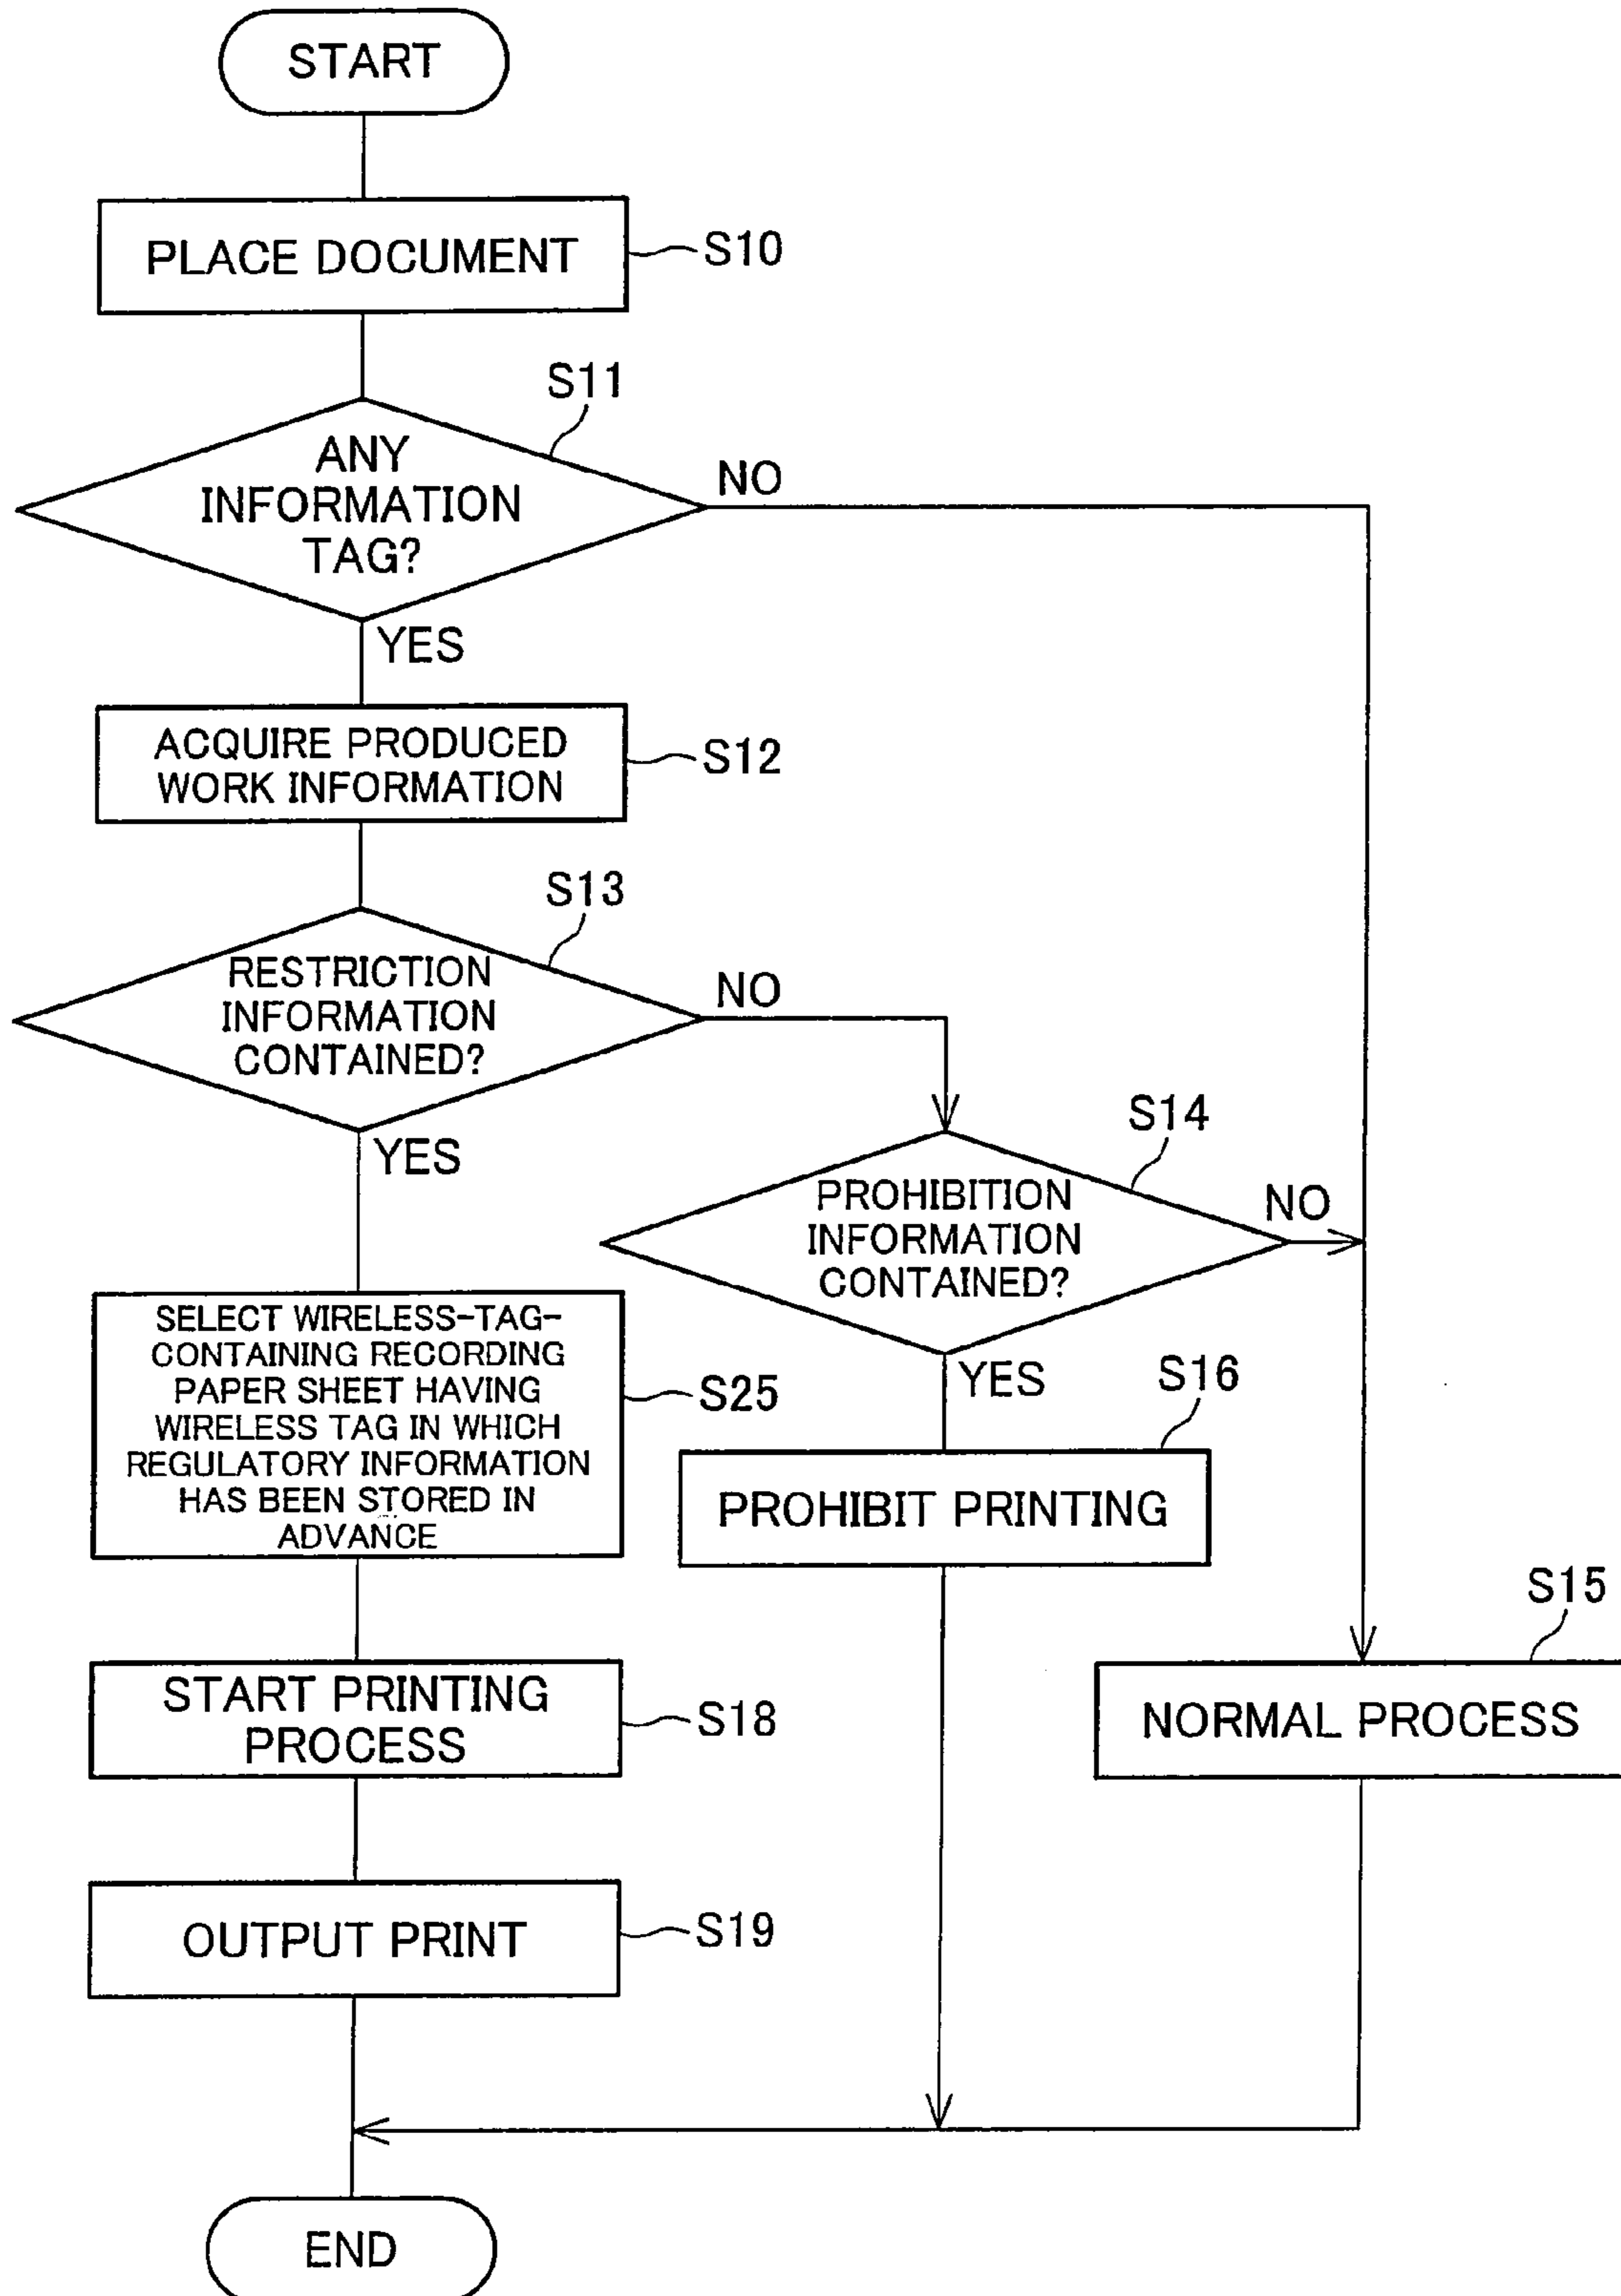 START
PLACE DOCUMENT
S10
S11
ANY
INFORMATION
TAG?
NO
YES
ACQUIRE PRODUCED
WORK INFORMATION
S12
S13
RESTRICTION
INFORMATION
CONTAINED?
NO
YES
S14
PROHIBITION
INFORMATION
CONTAINED?
NO
YES
SELECT WIRELESS-TAG-
CONTAINING RECORDING
PAPER SHEET HAVING
WIRELESS TAG IN WHICH
REGULATORY INFORMATION
HAS BEEN STORED IN
ADVANCE
S25
S16
PROHIBIT PRINTING
S15
NORMAL PROCESS
START PRINTING
PROCESS
S18
OUTPUT PRINT
S19
END